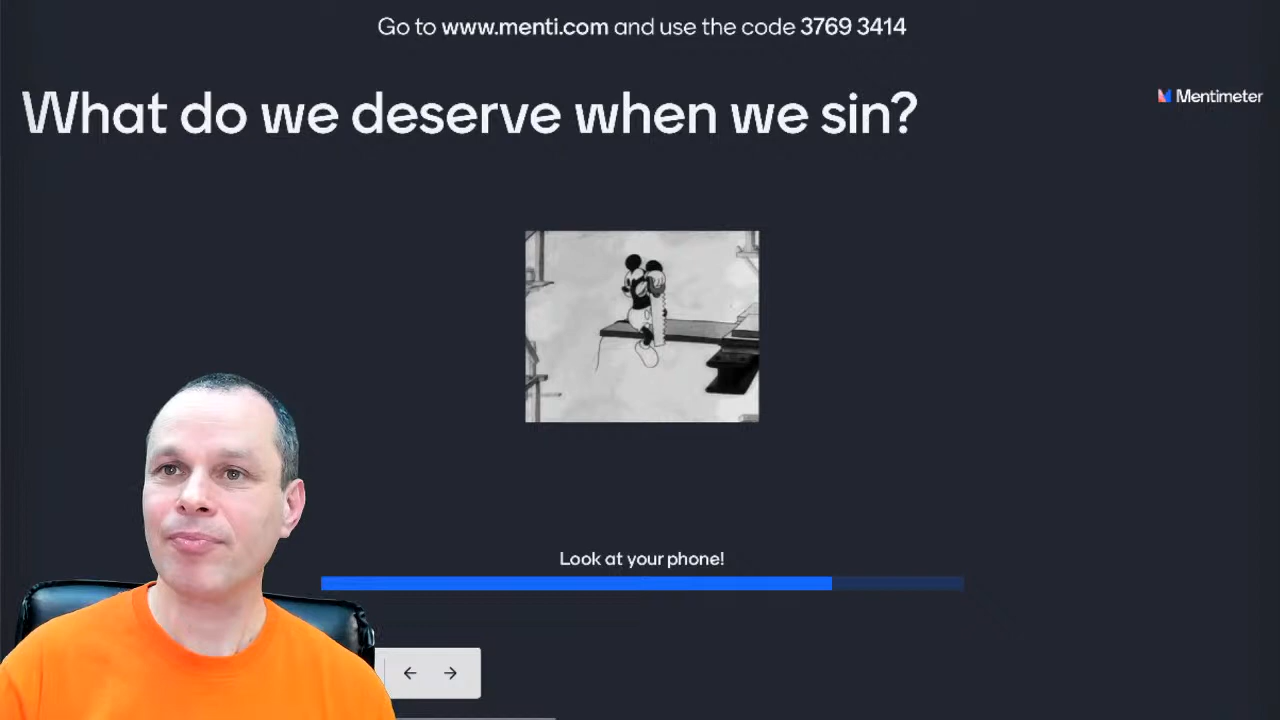 Go to www.menti.com and use the code 3769 3414
What do we deserve when we sin?
Mentimeter
Look at your phone!